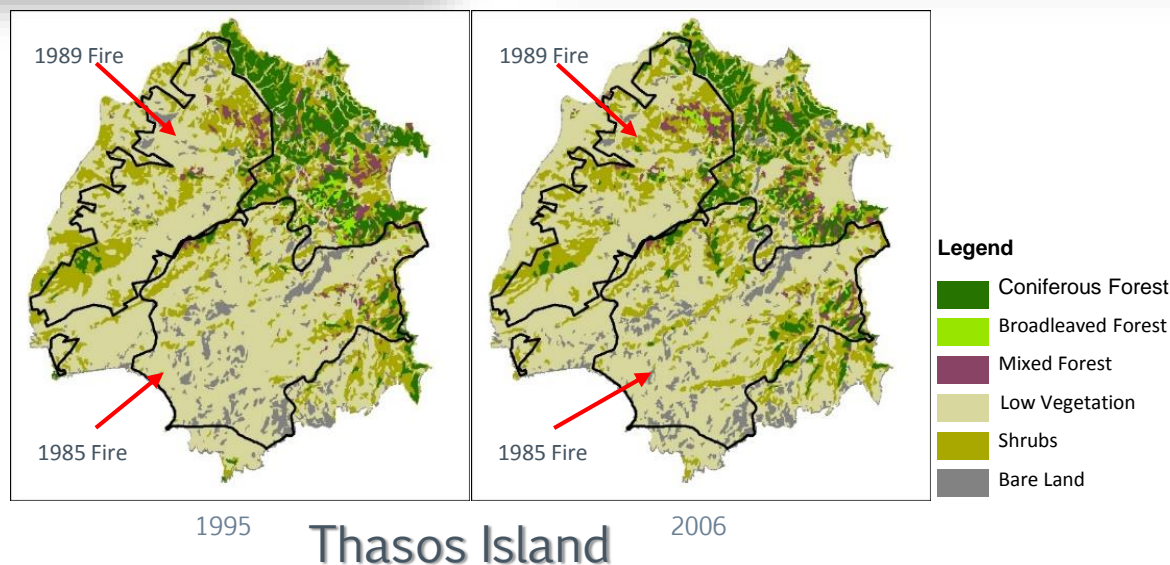 1989 Fire
1985 Fire
1989 Fire
1985 Fire
Legend
Coniferous Forest
Broadleaved Forest
Mixed Forest
Low Vegetation
Shrubs
Bare Land
1995
2006
Thasos Island